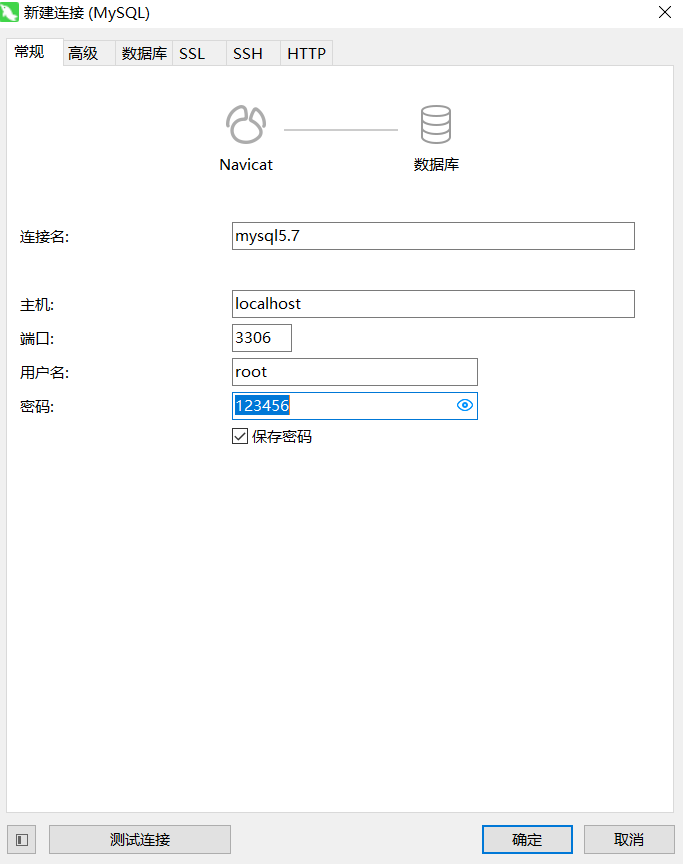 新建连接 (MySQL)
常规 高级 数据库 SSL SSH HTTP
Navicat 数据库
连接名: mysql5.7
主机: localhost
端口: 3306
用户名: root
密码: 123456
保存密码
测试连接 确定 取消